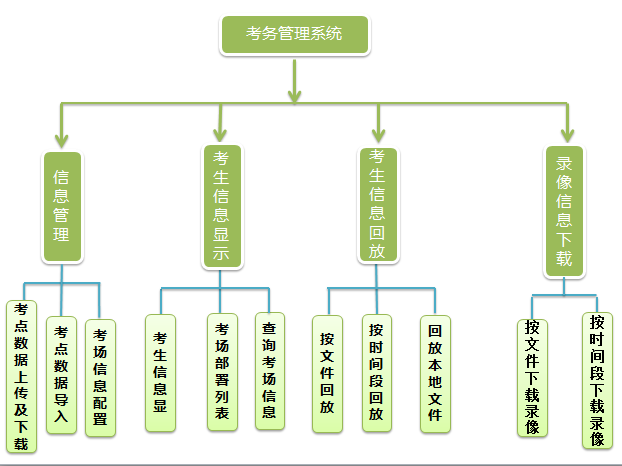 考务管理系统
信息管理
考生信息显示
考生信息回放
录像信息下载
考点数据上传及下载
考点数据导入
考场信息配置
考生信息显
考场部署列表
查询考场信息
按文件回放
按时间段回放
回放本地文件
按文件下载录像
按时间段下载录像